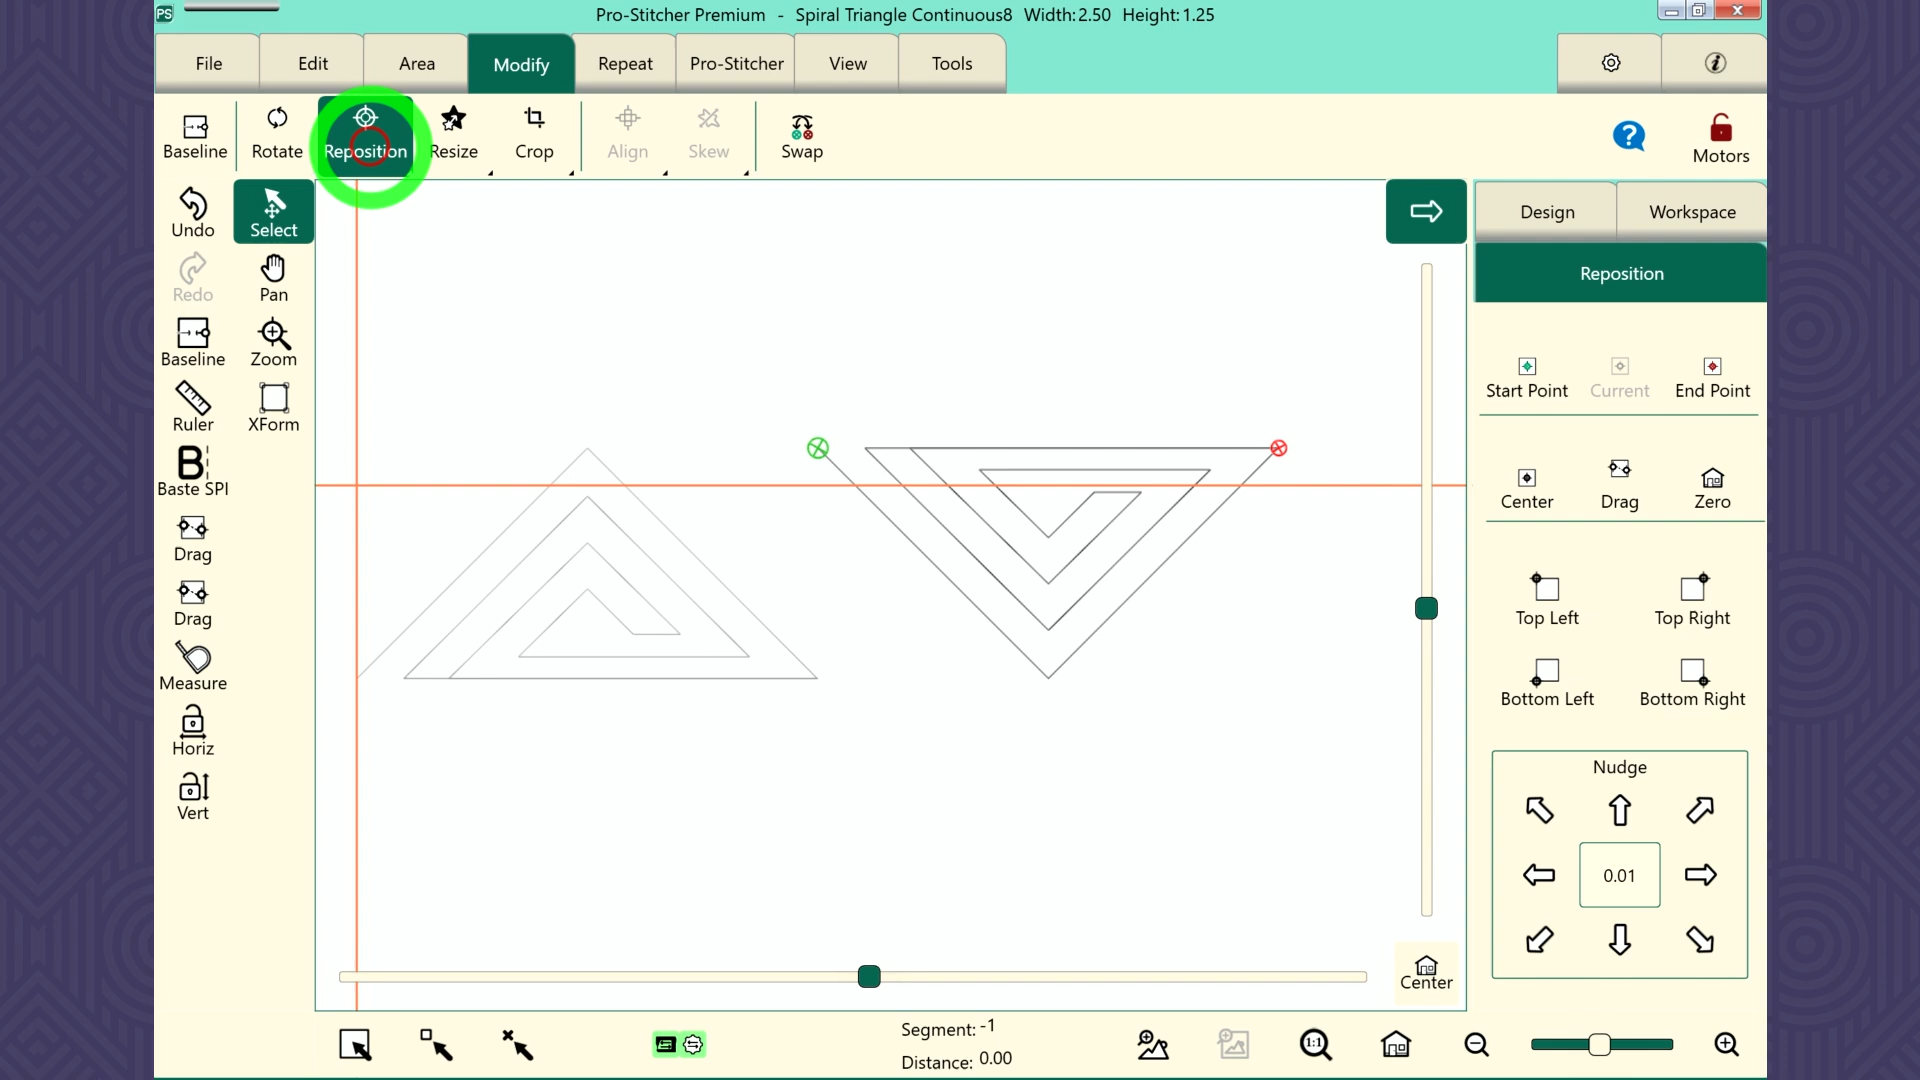 PS
Pro-Stitcher Premium - Spiral Triangle Continuous8 Width:2.50 Height:1.25
File Edit Area Modify Repeat Pro-Stitcher View Tools
Baseline Rotate Reposition Resize Crop Align Skew Swap Motors
Undo Select
Redo Pan
Baseline Zoom
Ruler XForm
B
Baste SPI
Drag
Drag
Measure
Horiz
Vert
Design Workspace
Reposition
Start Point Current End Point
Center Drag Zero
Top Left Top Right
Bottom Left Bottom Right
Nudge
0.01
Center
Segment: -1
Distance: 0.00
1:1